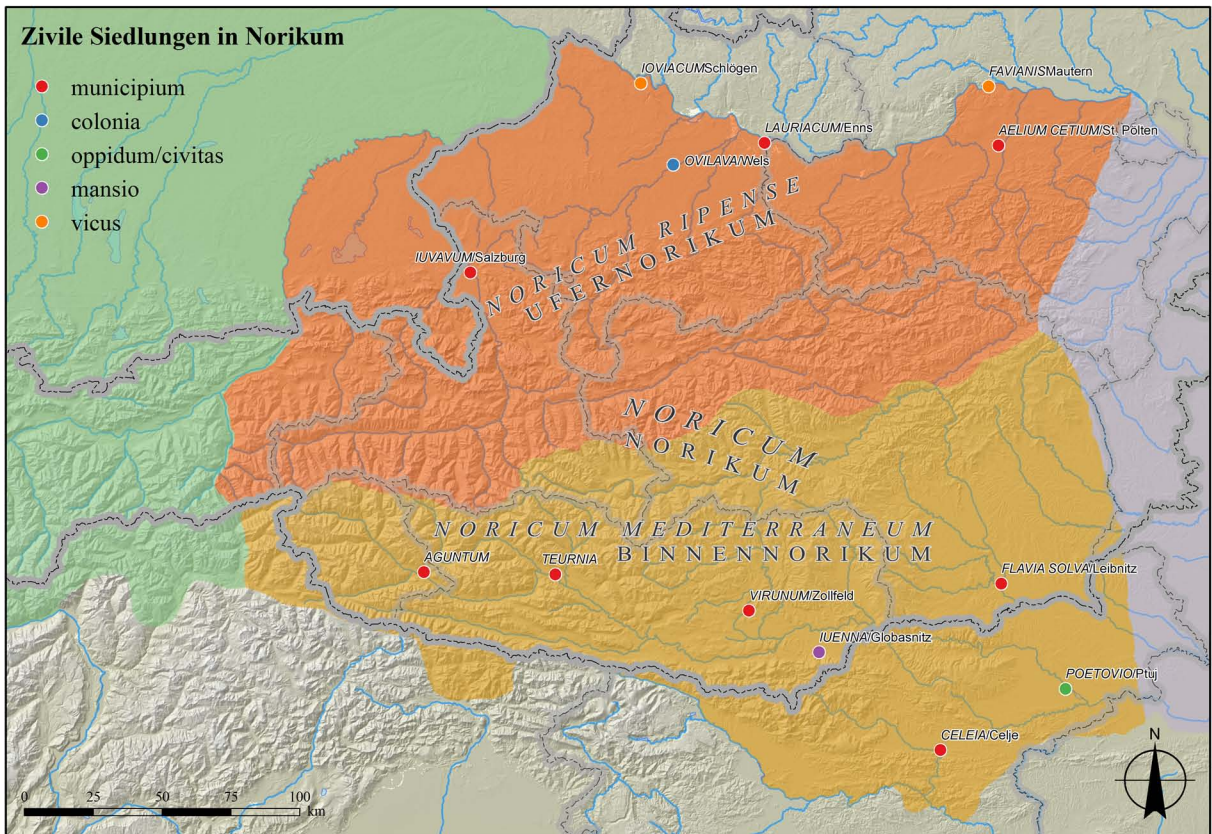 Zivile Siedlungen in Norikum
municipium
colonia
oppidum/civitas
mansio
vicus
IOVIACUM/Schlögen
FAVIANIS/Mautern
LAURIACUM/Enns
AELIUM CETIUM/St. Pölten
OVILAVA/Wels
IUVAVUM/Salzburg
NORICUM RIPENSE
UFERNORIKUM
NORICUM
NORIKUM
NORICUM MEDITERRANEUM
BINNENNORIKUM
AGUNTUM
TEURNIA
FLAVIA SOLVA/Leibnitz
VIRUNUM/Zollfeld
IUENNA/Globasnitz
POETOVIO/Ptuj
CELEIA/Celje
N
0 25 50 75 100
km